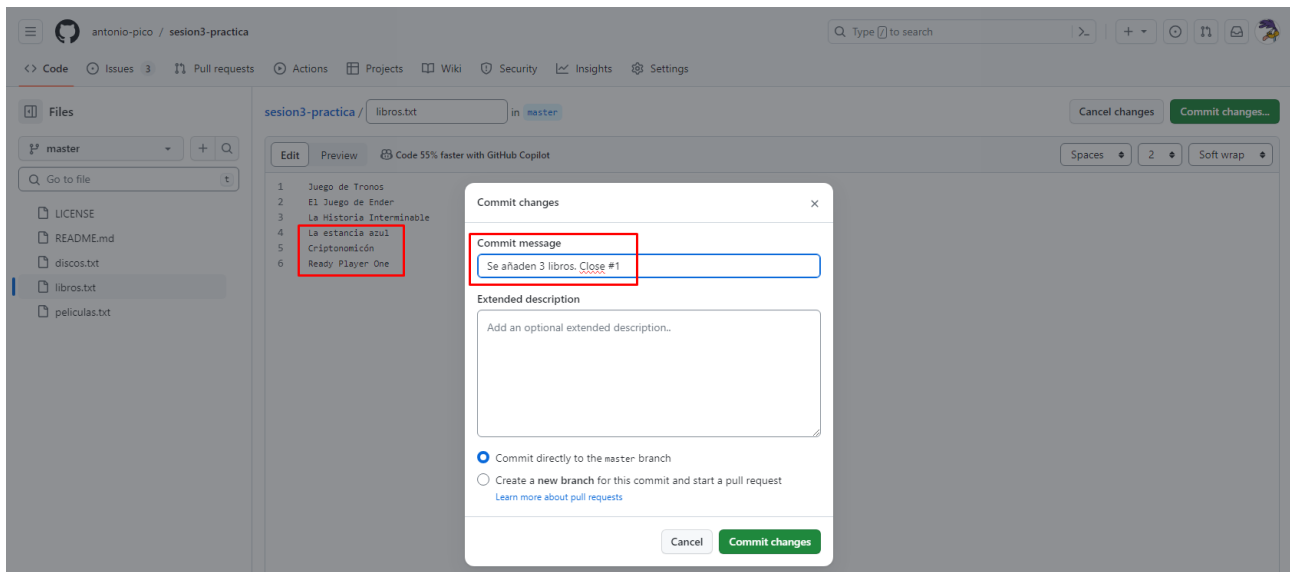 antonio-pico / sesion3-practica
Type / to search
Code Issues 3 Pull requests Actions Projects Wiki Security Insights Settings
Files
sesion3-practica / libros.txt in master
Cancel changes Commit changes...
master
Edit Preview Code 55% faster with GitHub Copilot
Spaces 2 Soft wrap
Go to file t
LICENSE
README.md
discos.txt
libros.txt
peliculas.txt
1 Juego de Tronos
2 El Juego de Ender
3 La Historia Interminable
4 La estancia azul
5 Criptonomicón
6 Ready Player One
Commit changes
Commit message
Se añaden 3 libros. Close #1
Extended description
Add an optional extended description..
Commit directly to the master branch
Create a new branch for this commit and start a pull request
Learn more about pull requests
Cancel Commit changes